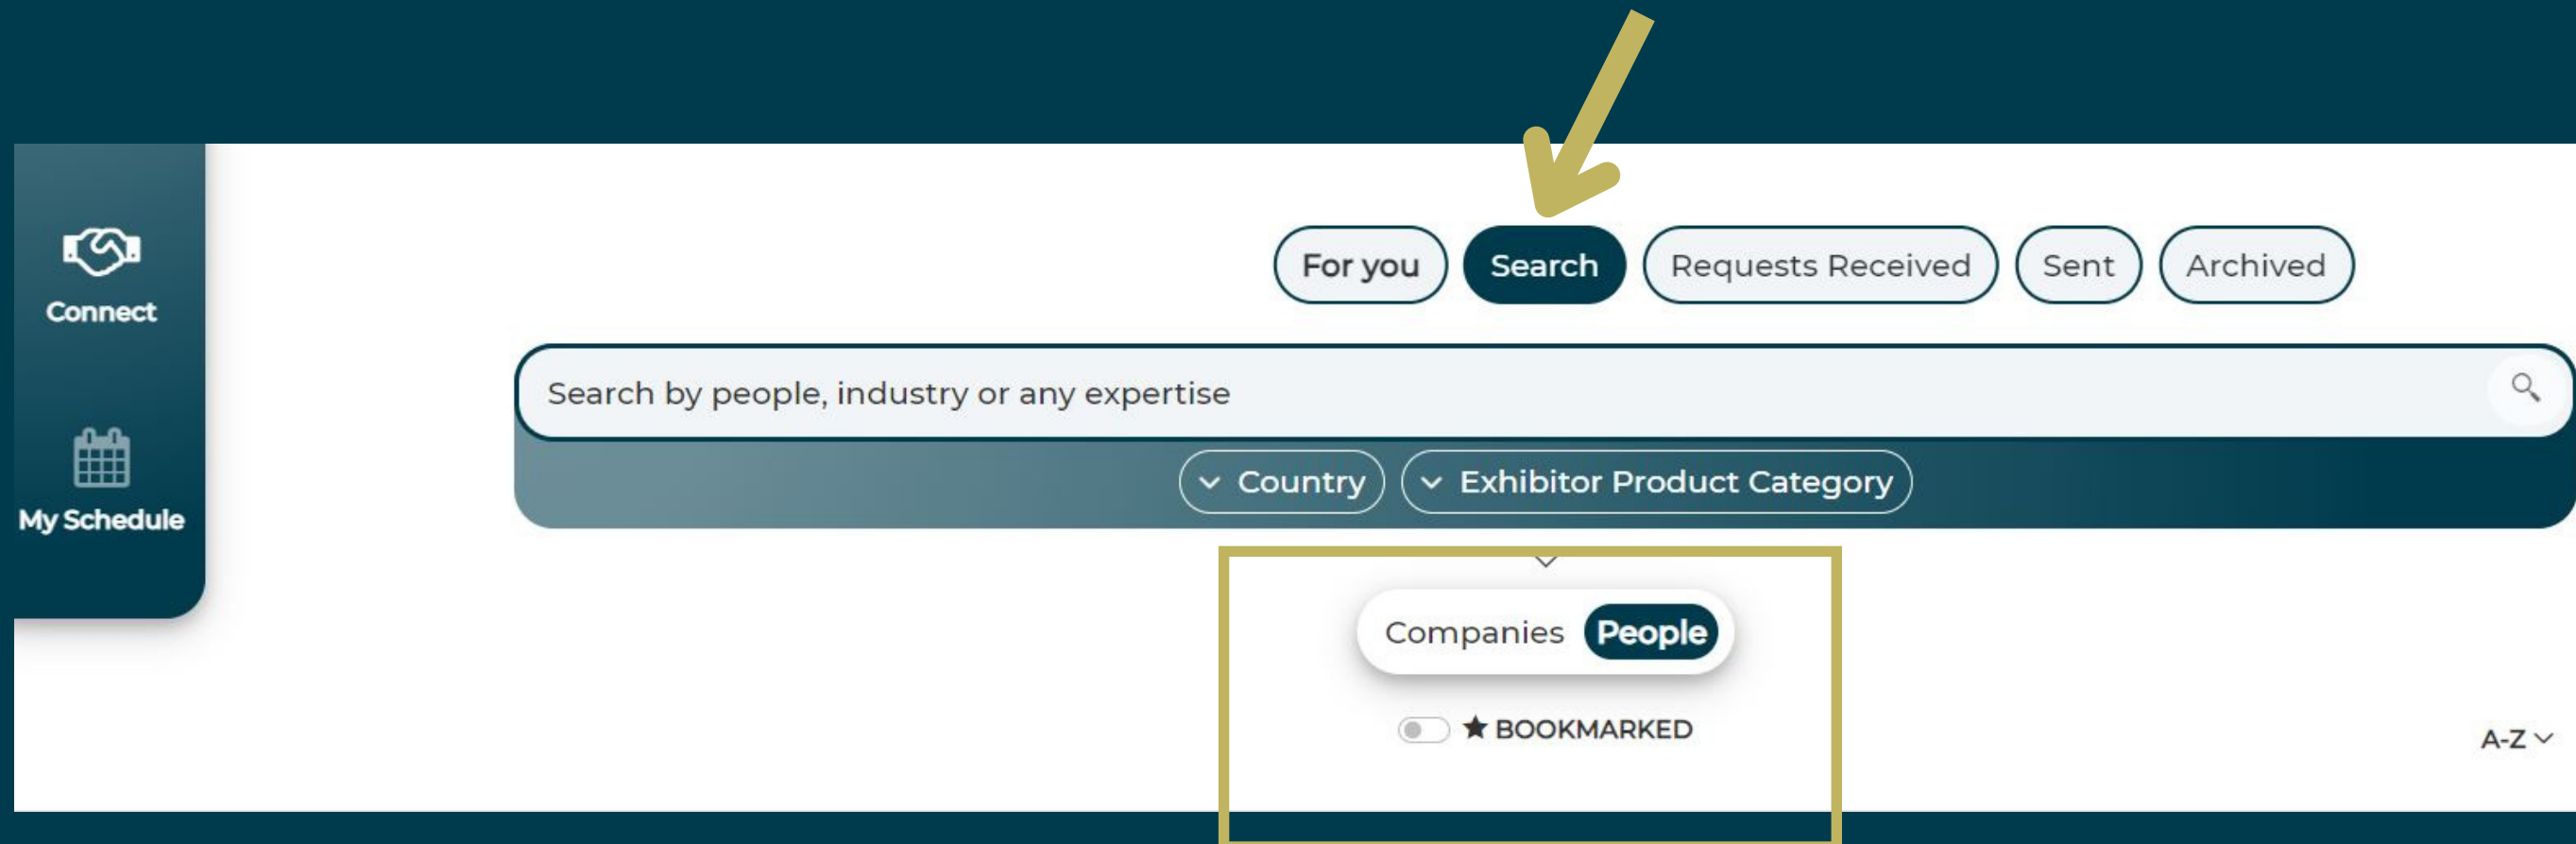 Connect
My Schedule
For you Search Requests Received Sent Archived
Search by people, industry or any expertise
Country Exhibitor Product Category
Companies People
BOOKMARKED
A-Z